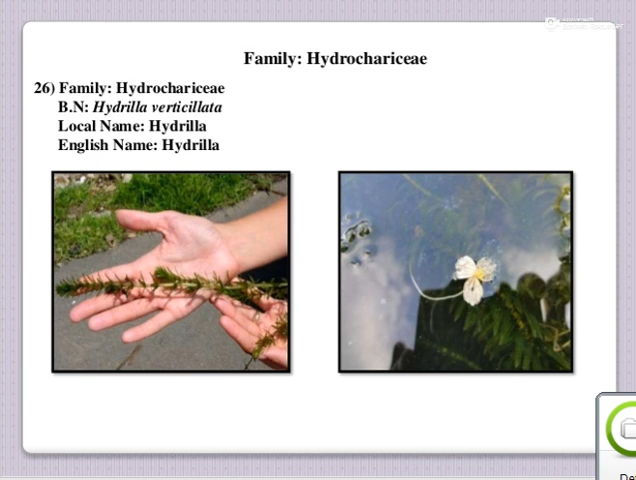 Family: Hydrochariceae
26) Family: Hydrochariceae
B.N: Hydrilla verticillata
Local Name: Hydrilla
English Name: Hydrilla